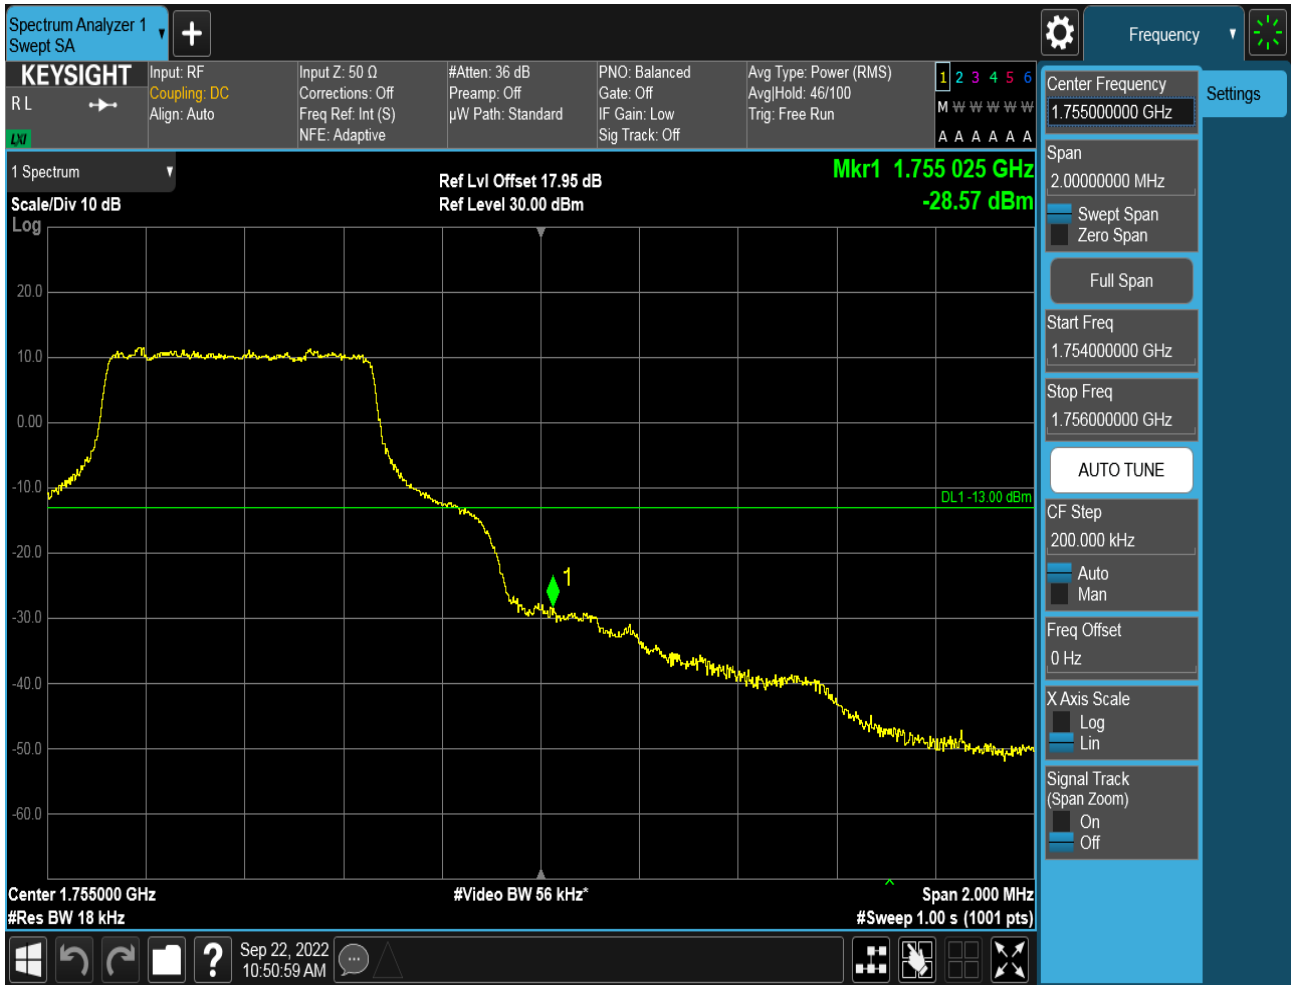 Spectrum Analyzer 1
Swept SA
Frequency
KEYSIGHT
R L
LXI
Input: RF
Coupling: DC
Align: Auto
Input Z: 50 Ω
Corrections: Off
Freq Ref: Int (S)
NFE: Adaptive
#Atten: 36 dB
Preamp: Off
µW Path: Standard
PNO: Balanced
Gate: Off
IF Gain: Low
Sig Track: Off
Avg Type: Power (RMS)
Avg|Hold: 46/100
Trig: Free Run
1 2 3 4 5 6
M W W W W W
A A A A A A
1 Spectrum
Scale/Div 10 dB
Log
Ref Lvl Offset 17.95 dB
Ref Level 30.00 dBm
Mkr1 1.755 025 GHz
-28.57 dBm
20.0
10.0
0.00
-10.0
-20.0
-30.0
-40.0
-50.0
-60.0
DL1 -13.00 dBm
1
Center 1.755000 GHz
#Res BW 18 kHz
#Video BW 56 kHz*
Span 2.000 MHz
#Sweep 1.00 s (1001 pts)
Center Frequency
1.755000000 GHz
Settings
Span
2.00000000 MHz
Swept Span
Zero Span
Full Span
Start Freq
1.754000000 GHz
Stop Freq
1.756000000 GHz
AUTO TUNE
CF Step
200.000 kHz
Auto
Man
Freq Offset
0 Hz
X Axis Scale
Log
Lin
Signal Track
(Span Zoom)
On
Off
?
Sep 22, 2022
10:50:59 AM